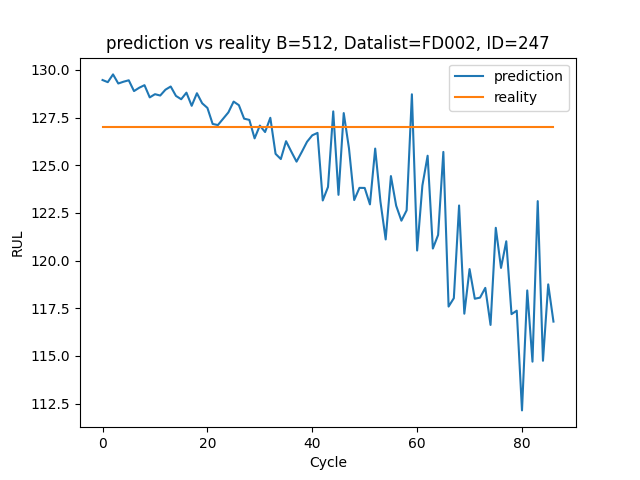 prediction vs reality B=512, Datalist=FD002, ID=247
prediction
reality
RUL
130.0
127.5
125.0
122.5
120.0
117.5
115.0
112.5
0 20 40 60 80
Cycle